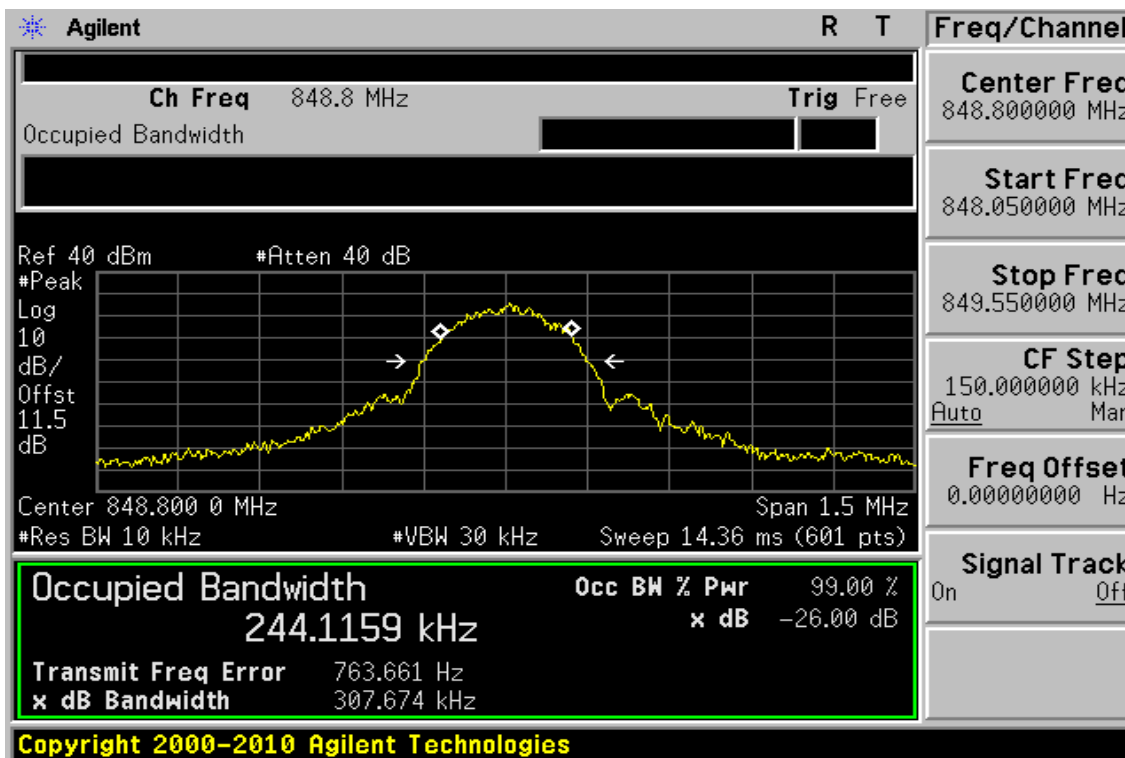 Agilent R T
Ch Freq 848.8 MHz Trig Free
Occupied Bandwidth
Ref 40 dBm #Atten 40 dB
#Peak
Log
10
dB/
Offst
11.5
dB
Center 848.800 0 MHz Span 1.5 MHz
#Res BW 10 kHz #VBW 30 kHz Sweep 14.36 ms (601 pts)
Occupied Bandwidth
244.1159 kHz
Occ BW % Pwr 99.00 %
x dB -26.00 dB
Transmit Freq Error 763.661 Hz
x dB Bandwidth 307.674 kHz
Copyright 2000-2010 Agilent Technologies
Freq/Channel
Center Freq
848.800000 MHz
Start Freq
848.050000 MHz
Stop Freq
849.550000 MHz
CF Step
150.000000 kHz
Auto Man
Freq Offset
0.00000000 Hz
Signal Track
On Off